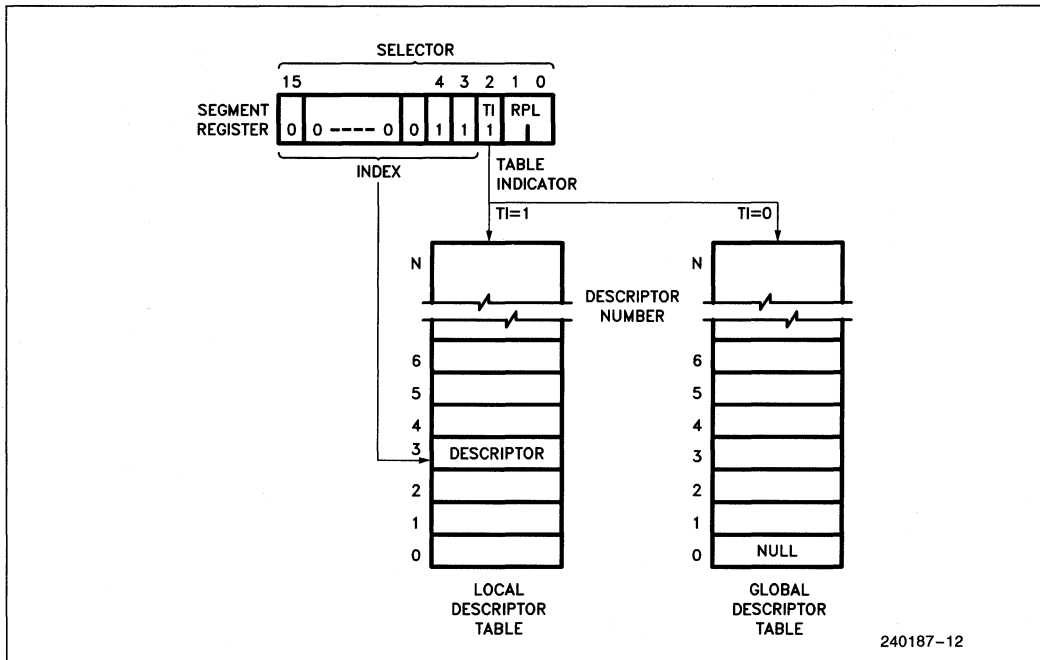 SELECTOR
15 4 3 2 1 0
SEGMENT REGISTER
TI RPL
0 0 ---- 0 0 1 1 1
INDEX
TABLE INDICATOR
TI=1 TI=0
N
N
DESCRIPTOR NUMBER
6
5
4
3 DESCRIPTOR
2
1
0
6
5
4
3
2
1
0 NULL
LOCAL
DESCRIPTOR
TABLE
GLOBAL
DESCRIPTOR
TABLE
240187-12